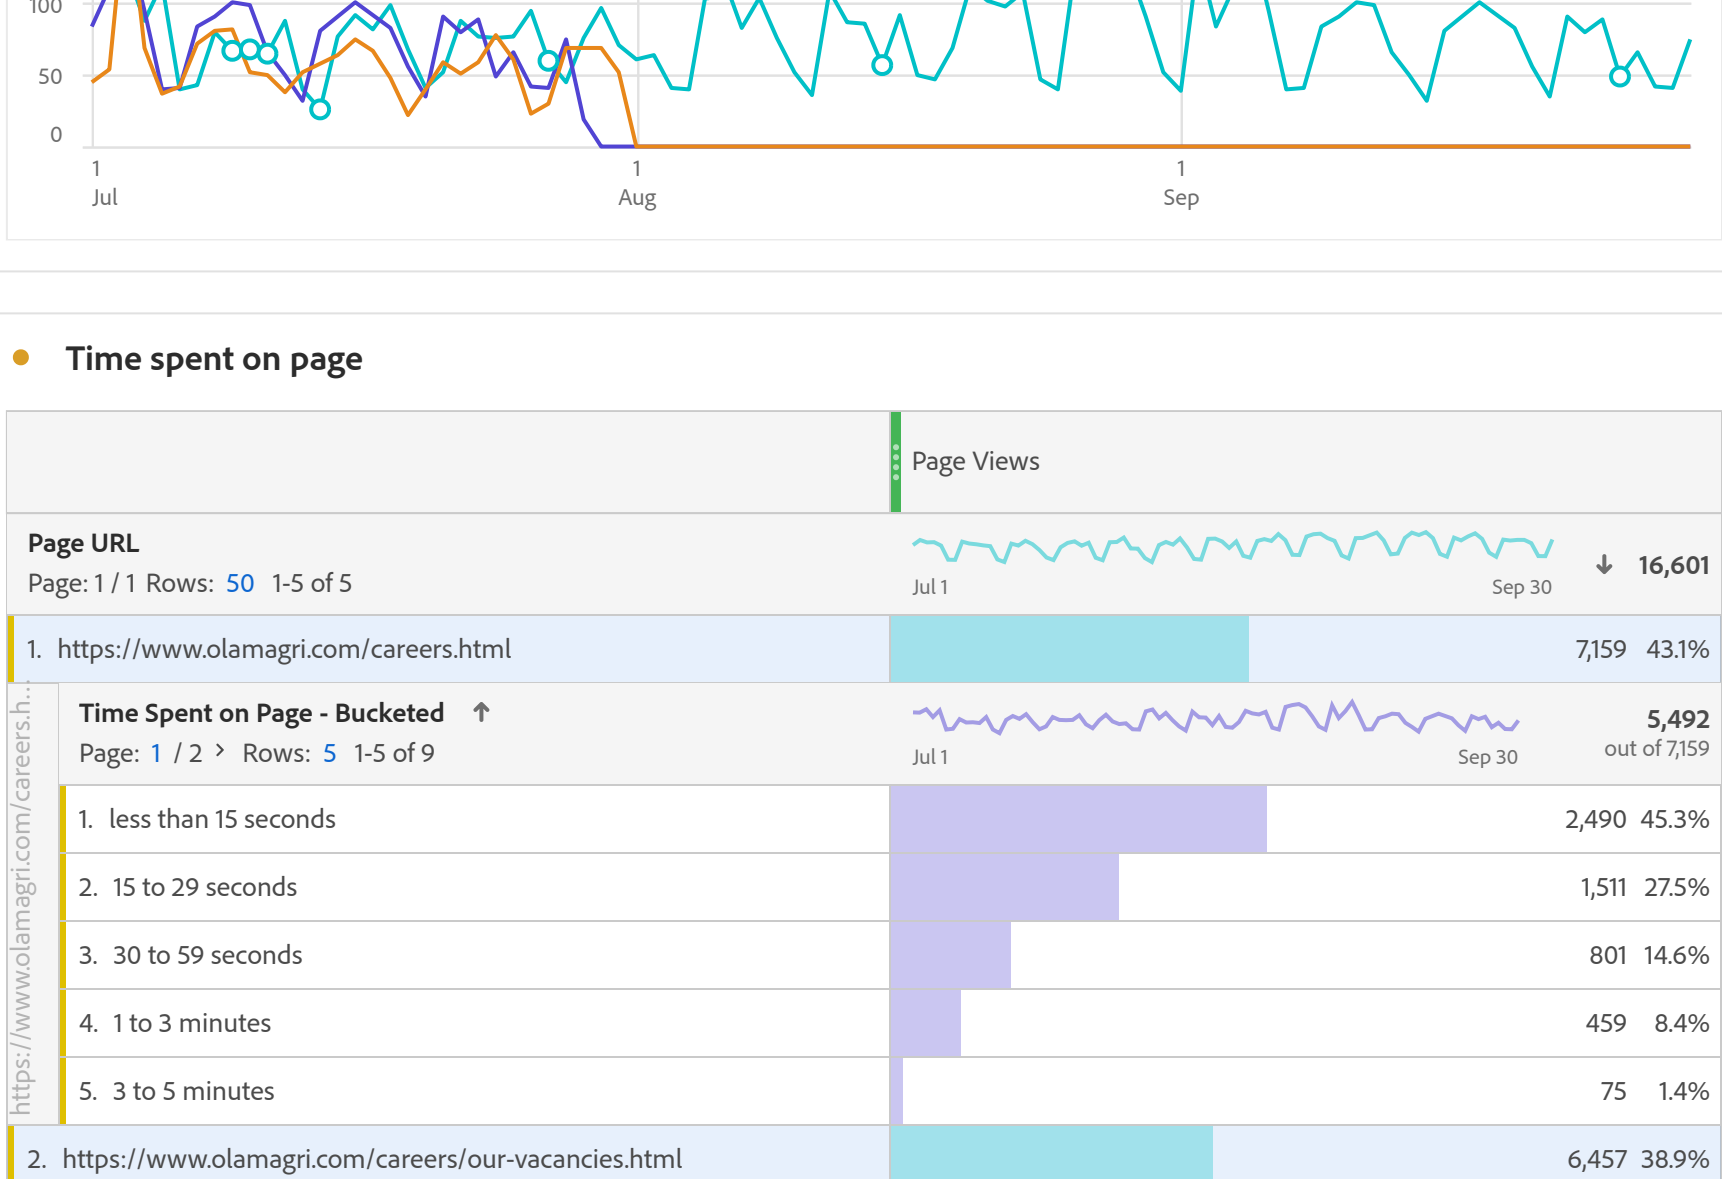 100
50
0
1 1 1
Jul Aug Sep
Time spent on page
Page Views
Page URL
Page: 1 / 1 Rows: 50 1-5 of 5
Jul 1 Sep 30
↓ 16,601
1. https://www.olamagri.com/careers.html 7,159 43.1%
https://www.olamagri.com/careers.h...
Time Spent on Page - Bucketed ↑
Page: 1 / 2 > Rows: 5 1-5 of 9
Jul 1 Sep 30
5,492
out of 7,159
1. less than 15 seconds 2,490 45.3%
2. 15 to 29 seconds 1,511 27.5%
3. 30 to 59 seconds 801 14.6%
4. 1 to 3 minutes 459 8.4%
5. 3 to 5 minutes 75 1.4%
2. https://www.olamagri.com/careers/our-vacancies.html 6,457 38.9%